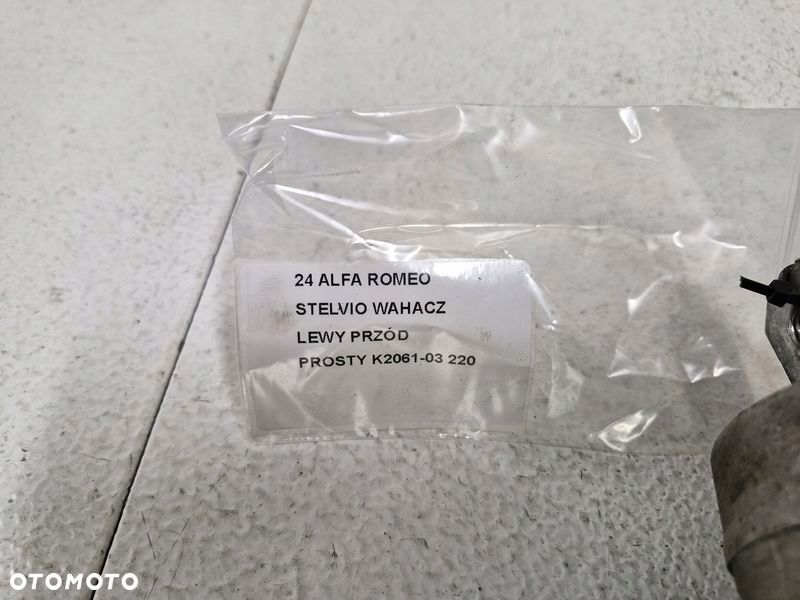 24 ALFA ROMEO
STELVIO WAHACZ
LEWY PRZÓD
PROSTY K2061-03 220
OTOMOTO